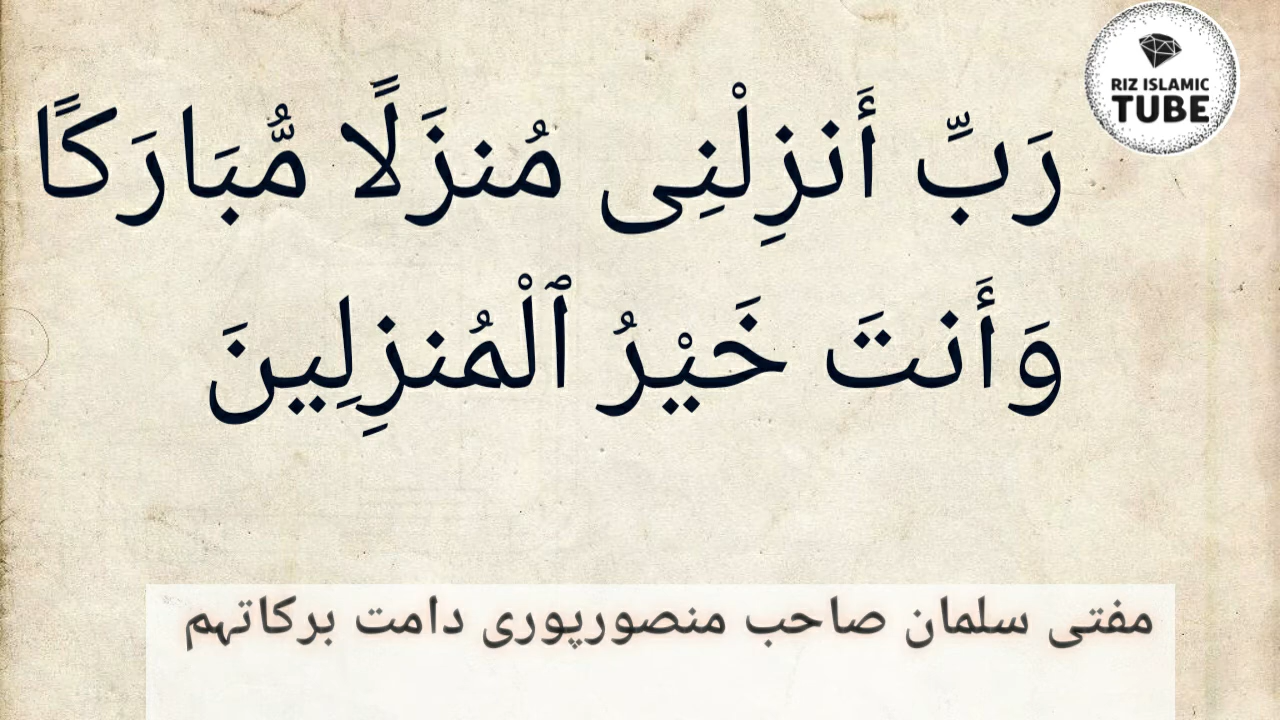 RIZ ISLAMIC
TUBE
رَبِّ أَنزِلْنِى مُنزَلًا مُّبَارَكًا
وَأَنتَ خَيْرُ ٱلْمُنزِلِينَ
مفتی سلمان صاحب منصورپوری دامت برکاتہم